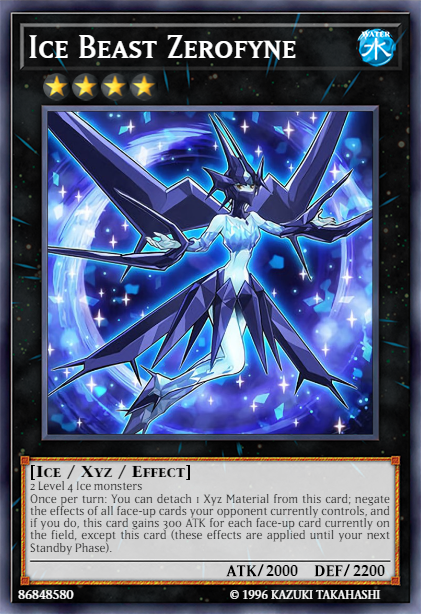 ICE BEAST ZEROFYNE
WATER
水
[ICE / XYZ / EFFECT]
2 Level 4 Ice monsters
Once per turn: You can detach 1 Xyz Material from this card; negate
the effects of all face-up cards your opponent currently controls, and
if you do, this card gains 300 ATK for each face-up card currently on
the field, except this card (these effects are applied until your next
Standby Phase).
ATK/2000 DEF/2200
86848580 © 1996 KAZUKI TAKAHASHI